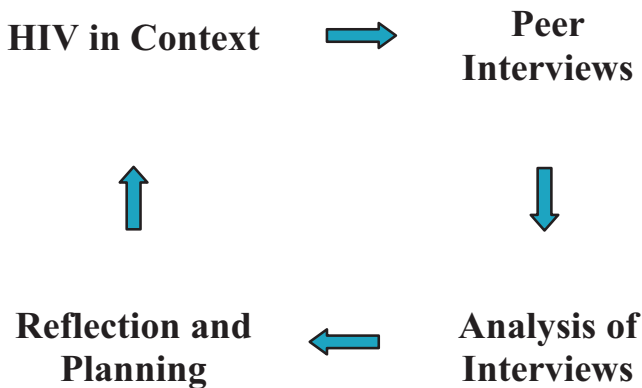 HIV in Context
Peer
Interviews
Reflection and
Planning
Analysis of
Interviews